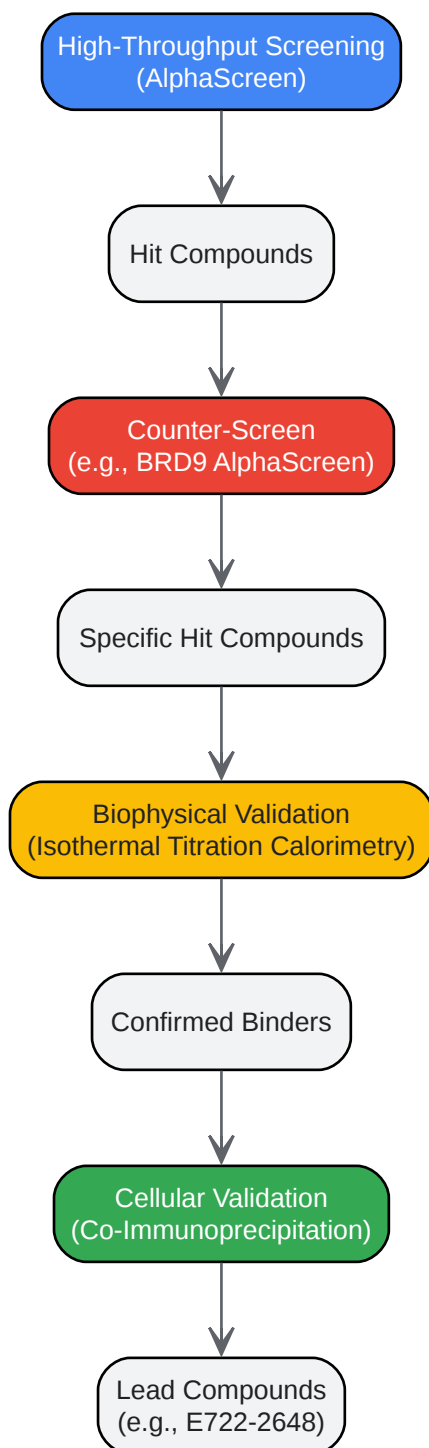 High-Throughput Screening
(AlphaScreen)
Hit Compounds
Counter-Screen
(e.g., BRD9 AlphaScreen)
Specific Hit Compounds
Biophysical Validation
(Isothermal Titration Calorimetry)
Confirmed Binders
Cellular Validation
(Co-Immunoprecipitation)
Lead Compounds
(e.g., E722-2648)